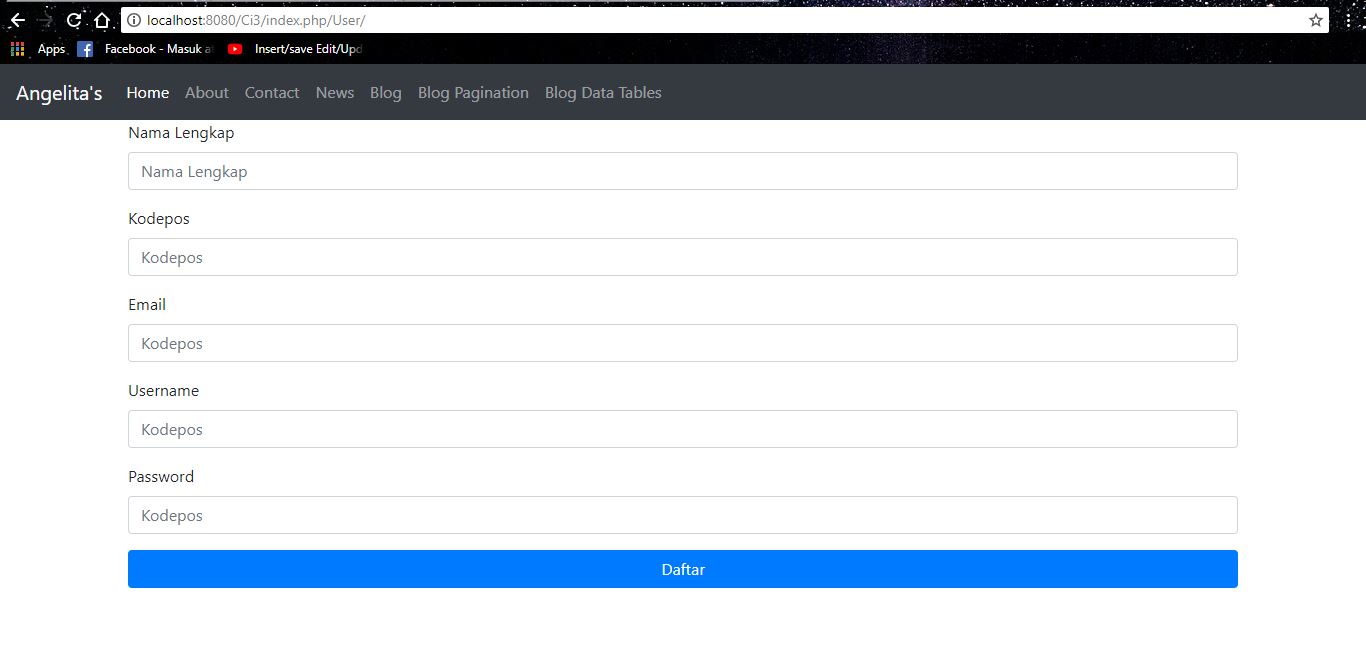 localhost:8080/Ci3/index.php/User/
Apps Facebook - Masuk Insert/save Edit/Upd
Angelita's Home About Contact News Blog Blog Pagination Blog Data Tables
Nama Lengkap
Nama Lengkap
Kodepos
Kodepos
Email
Kodepos
Username
Kodepos
Password
Kodepos
Daftar